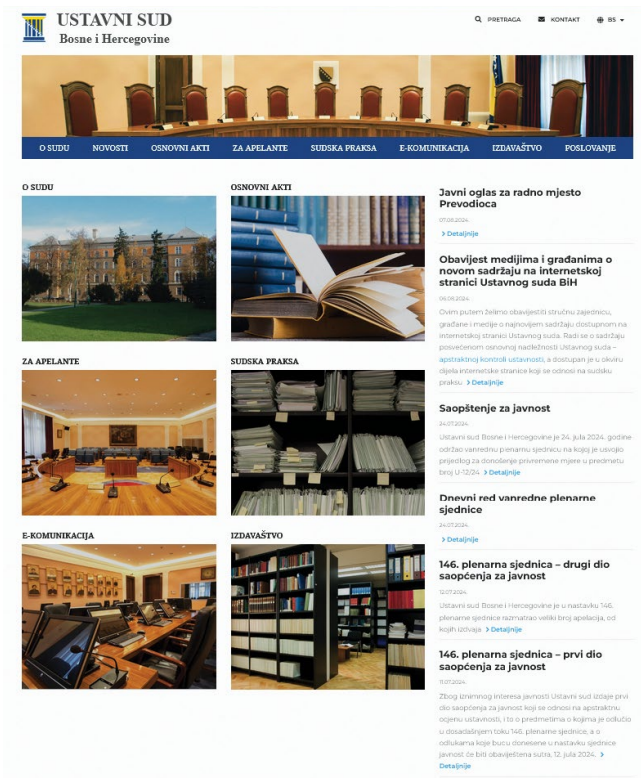 USTAVNI SUD
Bosne i Hercegovine
PRETRAGA
KONTAKT
BS
O SUDU
NOVOSTI
OSNOVNI AKTI
ZA APELANTE
SUDSKA PRAKSA
E-KOMUNIKACIJA
IZDAVAŠTVO
POSLOVANJE
O SUDU
OSNOVNI AKTI
ZA APELANTE
SUDSKA PRAKSA
E-KOMUNIKACIJA
IZDAVAŠTVO
Javni oglas za radno mjesto
Prevodioca
07.08.2024.
Detaljnije
Obavijest medijima i građanima o
novom sadržaju na internetskoj
stranici Ustavnog suda BiH
06.08.2024.
Ovim putem želimo obavijestiti stručnu zajednicu,
građane i medije o najnovijem sadržaju dostupnom na
internetskoj stranici Ustavnog suda. Radi se o sadržaju
posvećenom osnovnoj nadležnosti Ustavnog suda –
apstraktnoj kontroli ustavnosti, a dostupan je u okviru
dijela internetske stranice koji se odnosi na sudsku
praksu Detaljnije
Saopštenje za javnost
24.07.2024.
Ustavni sud Bosne i Hercegovine je 24. jula 2024. godine
održao vanrednu plenarnu sjednicu na kojoj je usvojio
prijedlog za donošenje privremene mjere u predmetu
broj U-12/24 Detaljnije
Dnevni red vanredne plenarne
sjednice
24.07.2024.
Detaljnije
146. plenarna sjednica – drugi dio
saopćenja za javnost
12.07.2024.
Ustavni sud Bosne i Hercegovine je u nastavku 146.
plenarne sjednice razmatrao veliki broj apelacija, od
kojih izdvaja Detaljnije
146. plenarna sjednica – prvi dio
saopćenja za javnost
11.07.2024.
Zbog iznimnog interesa javnosti Ustavni sud izdaje prvi
dio saopćenja za javnost koji se odnosi na apstraktnu
ocjenu ustavnosti, i to o predmetima o kojima je odlučio
u dosadašnjem toku 146. plenarne sjednice, a o
odlukama koje budu donesene u nastavku sjednice
javnost će biti obaviještena sutra, 12. jula 2024.
Detaljnije